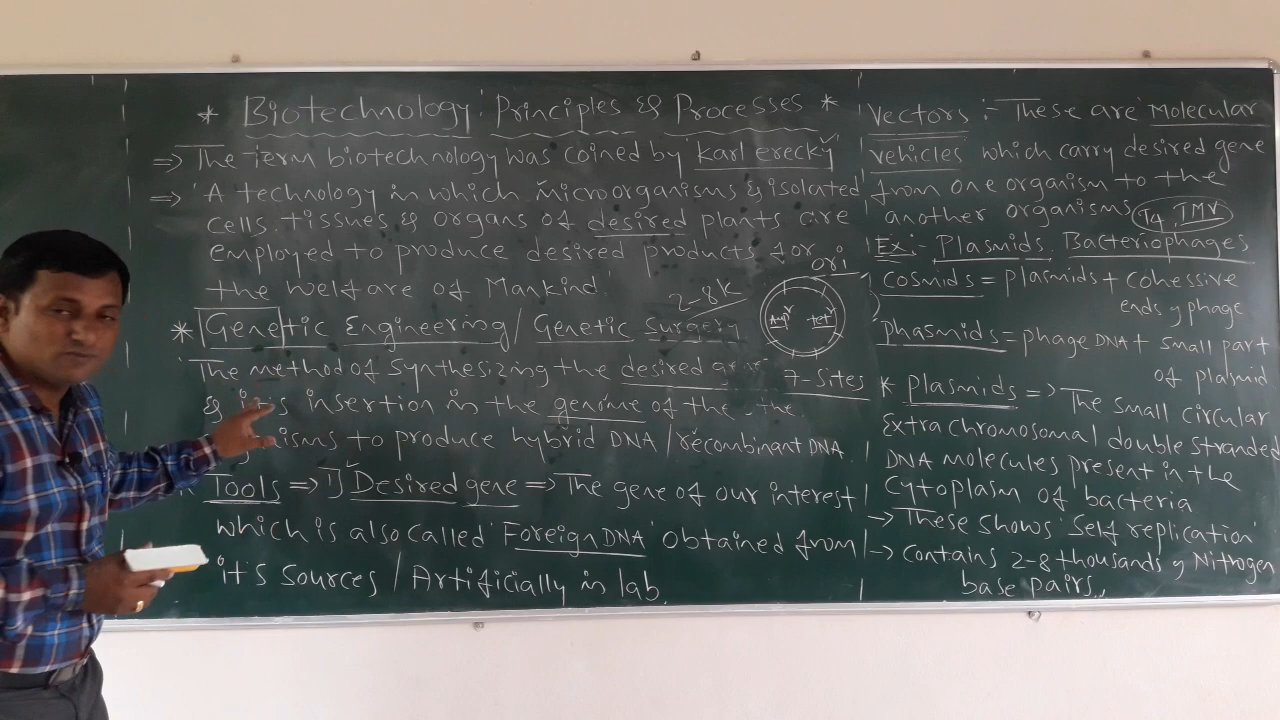 * Biotechnology: Principles & Processes *
⇒ The term biotechnology was coined by 'Karl erecky'
⇒ 'A technology in which microorganisms & isolated
cells. tissues & organs of desired plants are
employed to produce desired products for
the welfare of Mankind'
* Genetic Engineering/ Genetic Surgery
'The method of synthesizing the desired
& it's insertion in the genome of the
isms to produce hybrid DNA/recombinant DNA.
Tools ⇒ 1) Desired gene ⇒ The gene of our interest
which is also called 'Foreign DNA' obtained from
it's sources / Artificially in lab.
2-8K
ori
Amp^r tet^r
7-sites
Vectors :- These are Molecular
vehicles which carry desired gene
from one organism to the
another organisms T4, TMV
Ex:- Plasmids, Bacteriophages
cosmids = plasmids + cohessive
ends y phage
phasmids = phage DNA + small part
of plasmid
* plasmids => The small circular
Extra chromosomal double stranded
DNA molecules present in the
Cytoplasm of bacteria
→ These shows 'Self replication'
→ contains 2-8 thousands y Nitrogen
base pairs.,